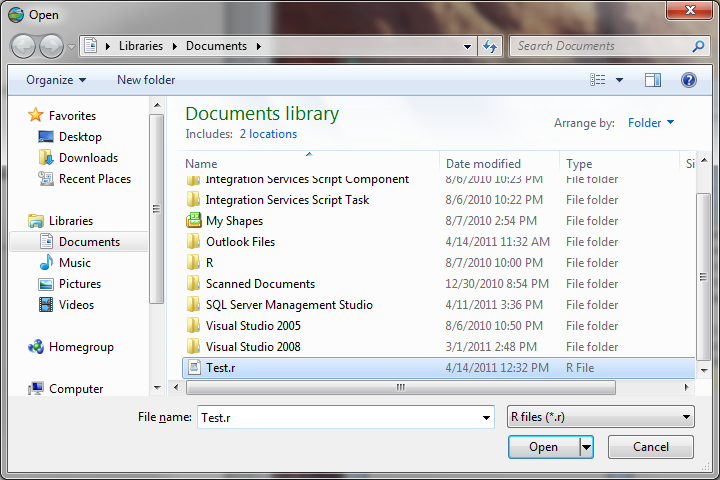 Open
Libraries
Documents
Search Documents
Organize
New folder
Favorites
Desktop
Downloads
Recent Places
Libraries
Documents
Music
Pictures
Videos
Homegroup
Computer
Documents library
Includes: 2 locations
Arrange by: Folder
Name Date modified Type Si
Integration Services Script Component 8/6/2010 10:23 PM File folder
Integration Services Script Task 8/6/2010 10:22 PM File folder
My Shapes 8/7/2010 2:54 PM File folder
Outlook Files 4/14/2011 11:32 AM File folder
R 8/7/2010 10:00 PM File folder
Scanned Documents 12/30/2010 8:54 PM File folder
SQL Server Management Studio 4/11/2011 3:36 PM File folder
Visual Studio 2005 8/6/2010 10:50 PM File folder
Visual Studio 2008 3/1/2011 2:48 PM File folder
Test.r 4/14/2011 12:32 PM R File
File name: Test.r R files (*.r)
Open Cancel